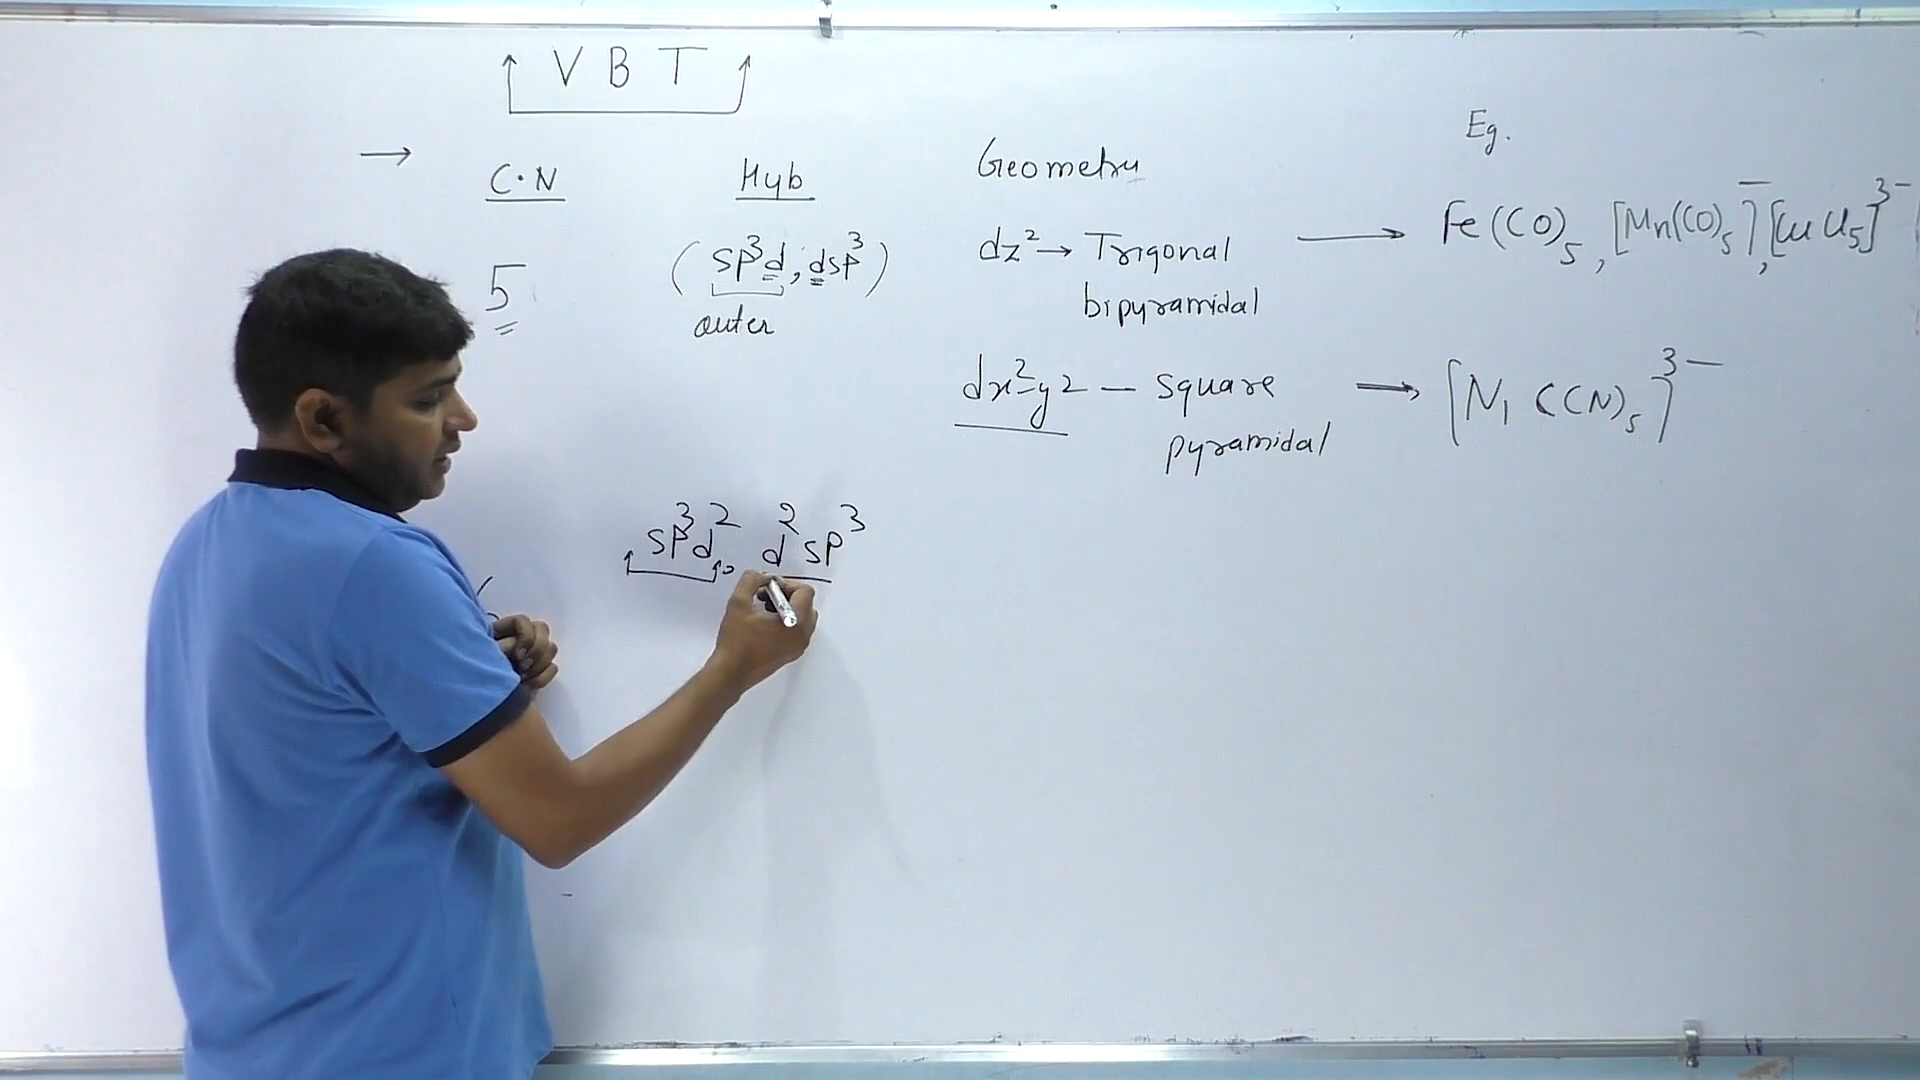 V B T
→ C·N Hyb Geometry Eg.
5 (sp³d, dsp³) dz² → Trigonal bipyramidal → Fe(CO)₅, [Mn(CO)₅]⁻, [CuCl₅]³⁻
outer
dx²-y² — square pyramidal → [Ni(CN)₅]³⁻
sp³d², d²sp³